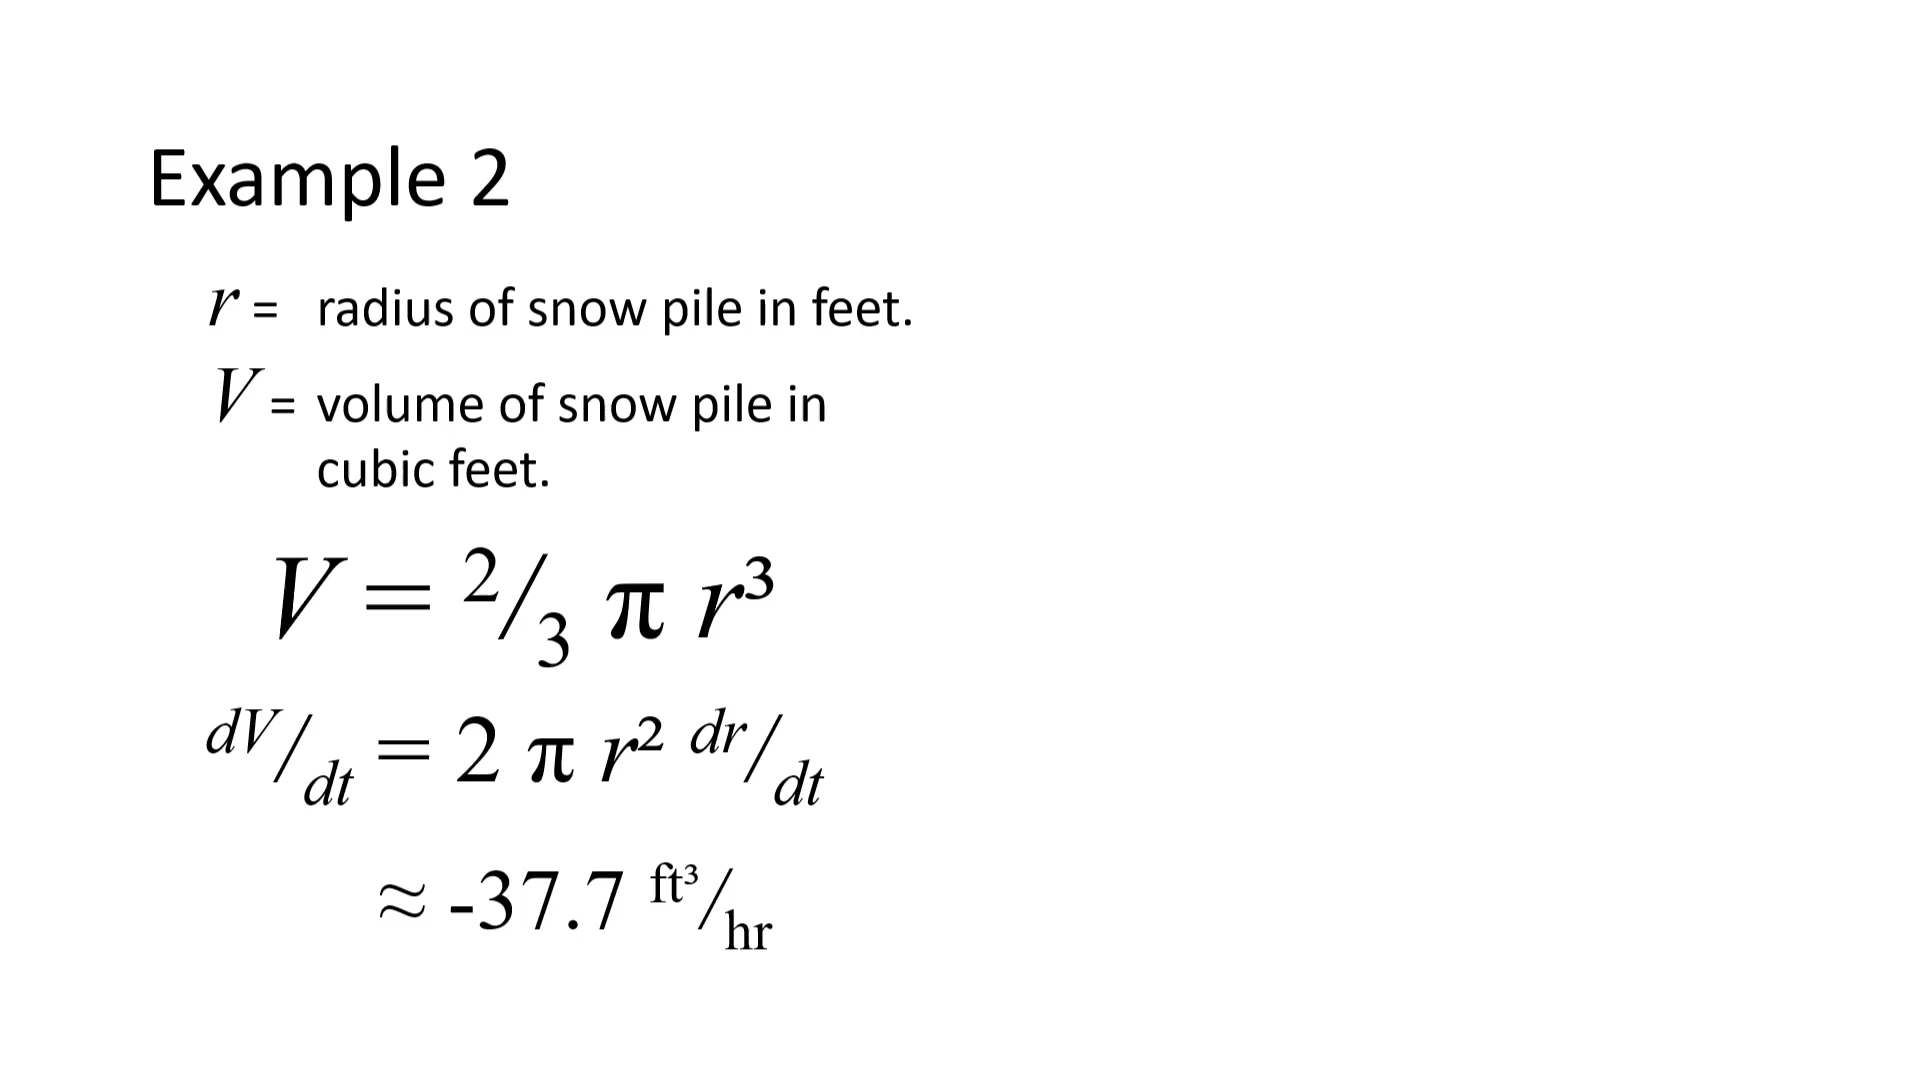 Example 2
r = radius of snow pile in feet.
V = volume of snow pile in
cubic feet.
V = 2/3 π r³
dV/dt = 2 π r² dr/dt
≈ -37.7 ft³/hr